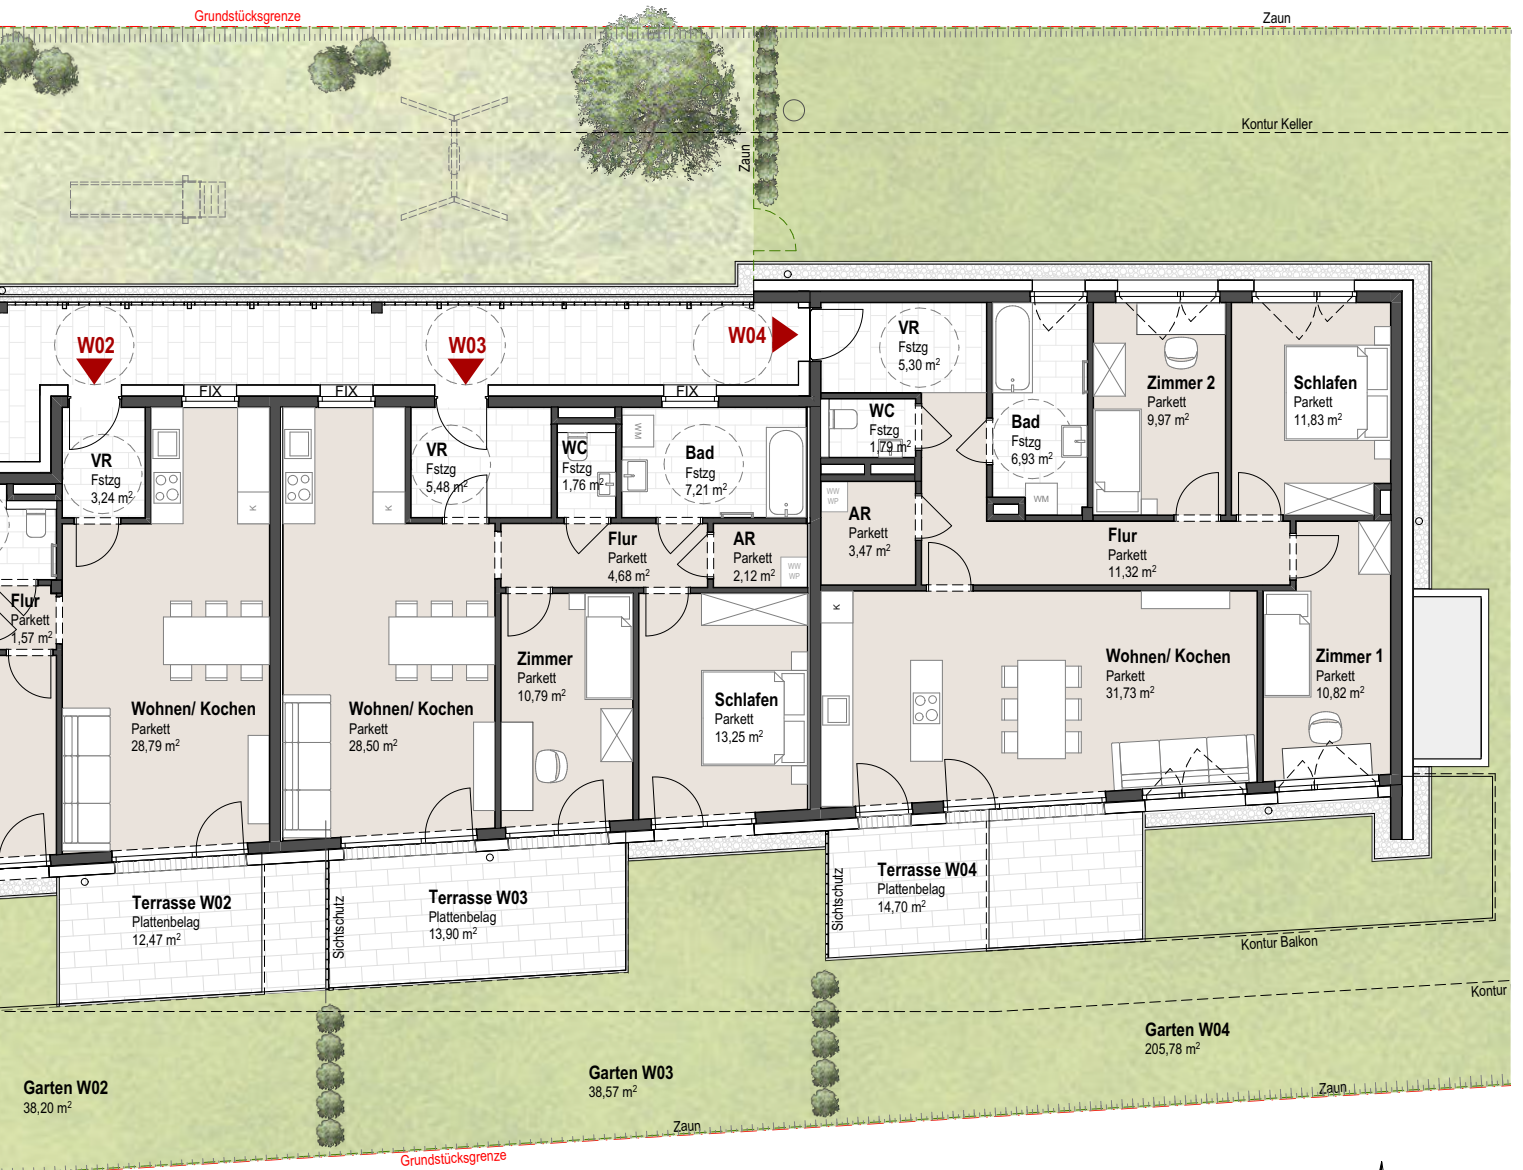 Grundstücksgrenze
Zaun
Kontur Keller
Zaun
W02
W03
W04
FIX
FIX
FIX
VR
Fstzg
5,30 m²
WC
Fstzg
1,79 m²
Bad
Fstzg
6,93 m²
WM
Zimmer 2
Parkett
9,97 m²
Schlafen
Parkett
11,83 m²
VR
Fstzg
3,24 m²
K
K
VR
Fstzg
5,48 m²
WC
Fstzg
1,76 m²
WM
Bad
Fstzg
7,21 m²
WW
WP
AR
Parkett
3,47 m²
Flur
Parkett
11,32 m²
Flur
Parkett
4,68 m²
AR
Parkett
2,12 m²
WW
WP
Flur
Parkett
1,57 m²
K
Wohnen/ Kochen
Parkett
28,79 m²
Wohnen/ Kochen
Parkett
28,50 m²
Zimmer
Parkett
10,79 m²
Schlafen
Parkett
13,25 m²
Wohnen/ Kochen
Parkett
31,73 m²
Zimmer 1
Parkett
10,82 m²
Terrasse W02
Plattenbelag
12,47 m²
Sichtschutz
Terrasse W03
Plattenbelag
13,90 m²
Sichtschutz
Terrasse W04
Plattenbelag
14,70 m²
Kontur Balkon
Kontur
Garten W02
38,20 m²
Garten W03
38,57 m²
Garten W04
205,78 m²
Zaun
Zaun
Grundstücksgrenze